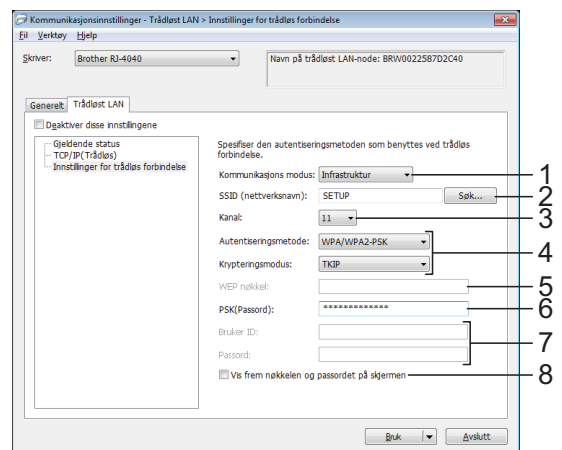 Kommunikasjonsinnstillinger - Trådløst LAN > Innstillinger for trådløs forbindelse
Fil Verktøy Hjelp
Skriver: Brother RJ-4040
Navn på trådløst LAN-node: BRW0022587D2C40
Generelt Trådløst LAN
Deaktiver disse innstillingene
Gjeldende status
TCP/IP(Trådløs)
Innstillinger for trådløs forbindelse
Spesifiser den autentiseringsmetoden som benyttes ved trådløs
forbindelse.
Kommunikasjons modus: Infrastruktur 1
SSID (nettverksnavn): SETUP Søk... 2
Kanal: 11 3
Autentiseringsmetode: WPA/WPA2-PSK
4
Krypteringsmodus: TKIP
WEP nøkkel: 5
PSK(Passord): ************* 6
Bruker ID:
7
Passord:
Vis frem nøkkelen og passordet på skjermen 8
Bruk Avslutt